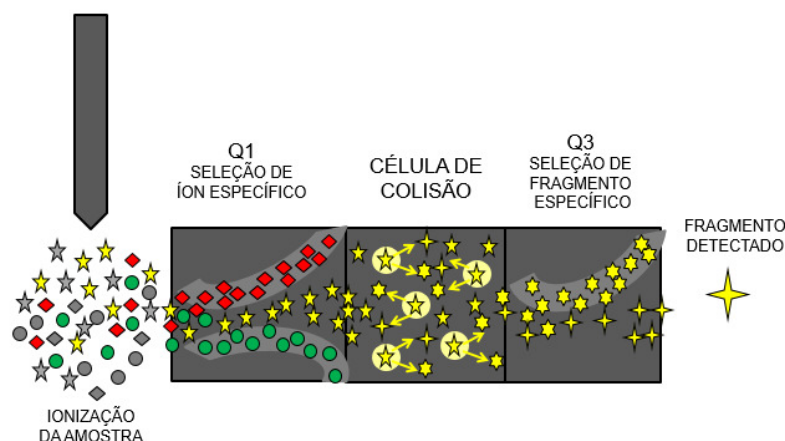 Q1
SELEÇÃO DE
ÍON ESPECÍFICO
CÉLULA DE
COLISÃO
Q3
SELEÇÃO DE
FRAGMENTO
ESPECÍFICO
FRAGMENTO
DETECTADO
IONIZAÇÃO
DA AMOSTRA